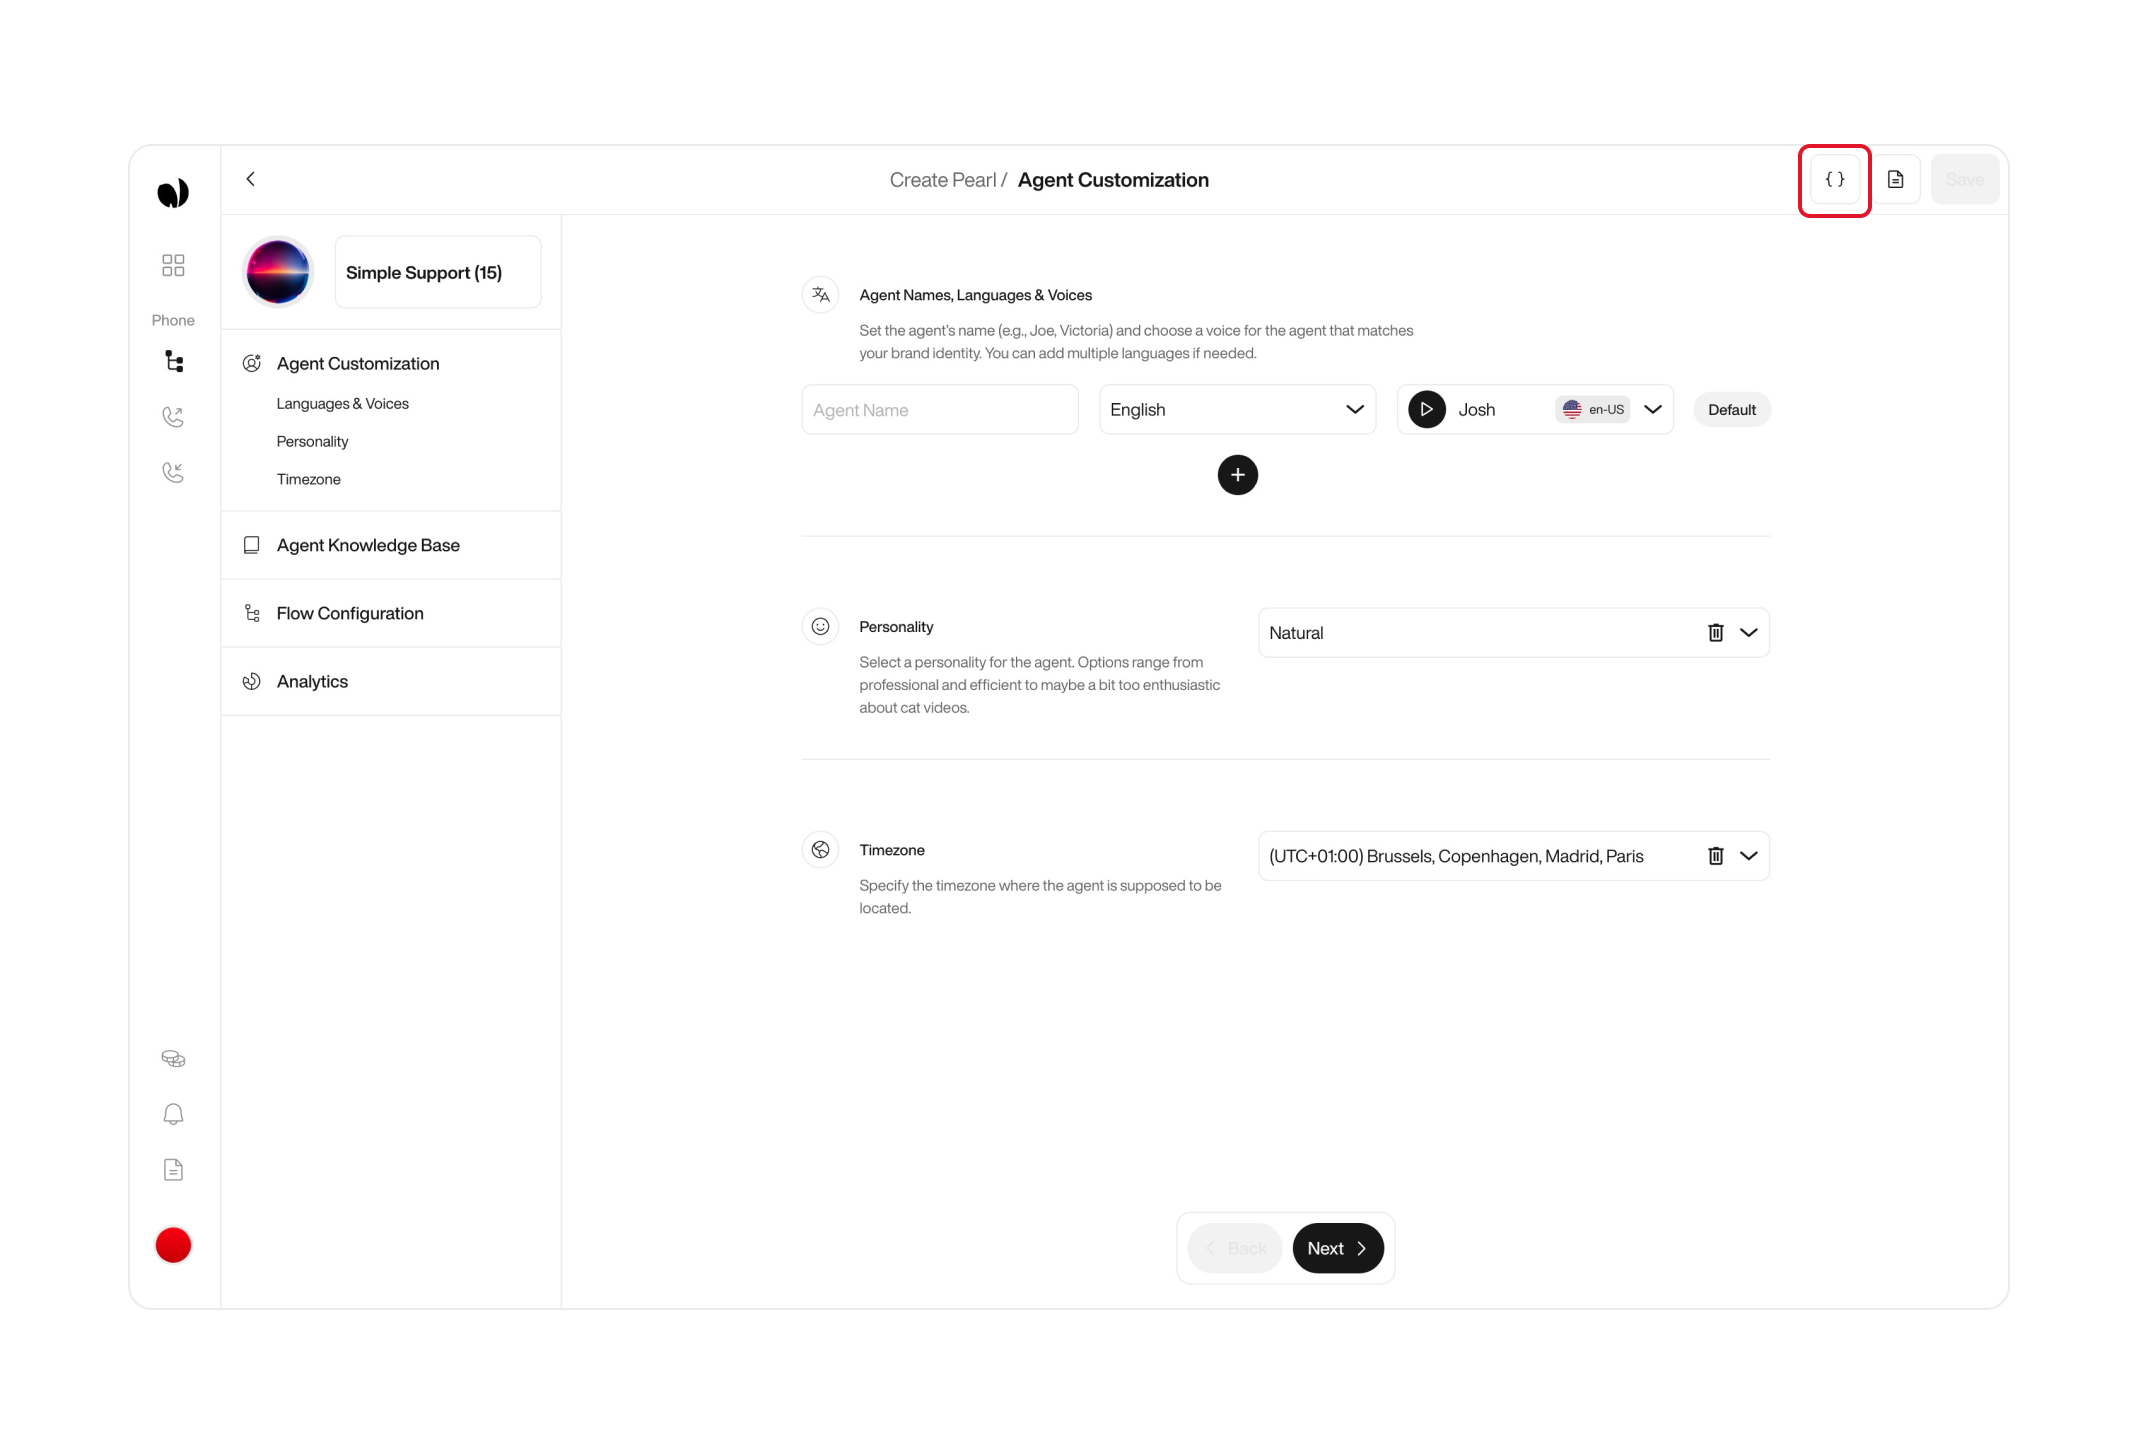 Create Pearl / Agent Customization
{ }
Save
Phone
Simple Support (15)
Agent Customization
Languages & Voices
Personality
Timezone
Agent Knowledge Base
Flow Configuration
Analytics
Agent Names, Languages & Voices
Set the agent's name (e.g., Joe, Victoria) and choose a voice for the agent that matches
your brand identity. You can add multiple languages if needed.
Agent Name
English
Josh
en-US
Default
Personality
Select a personality for the agent. Options range from
professional and efficient to maybe a bit too enthusiastic
about cat videos.
Natural
Timezone
Specify the timezone where the agent is supposed to be
located.
(UTC+01:00) Brussels, Copenhagen, Madrid, Paris
Back
Next